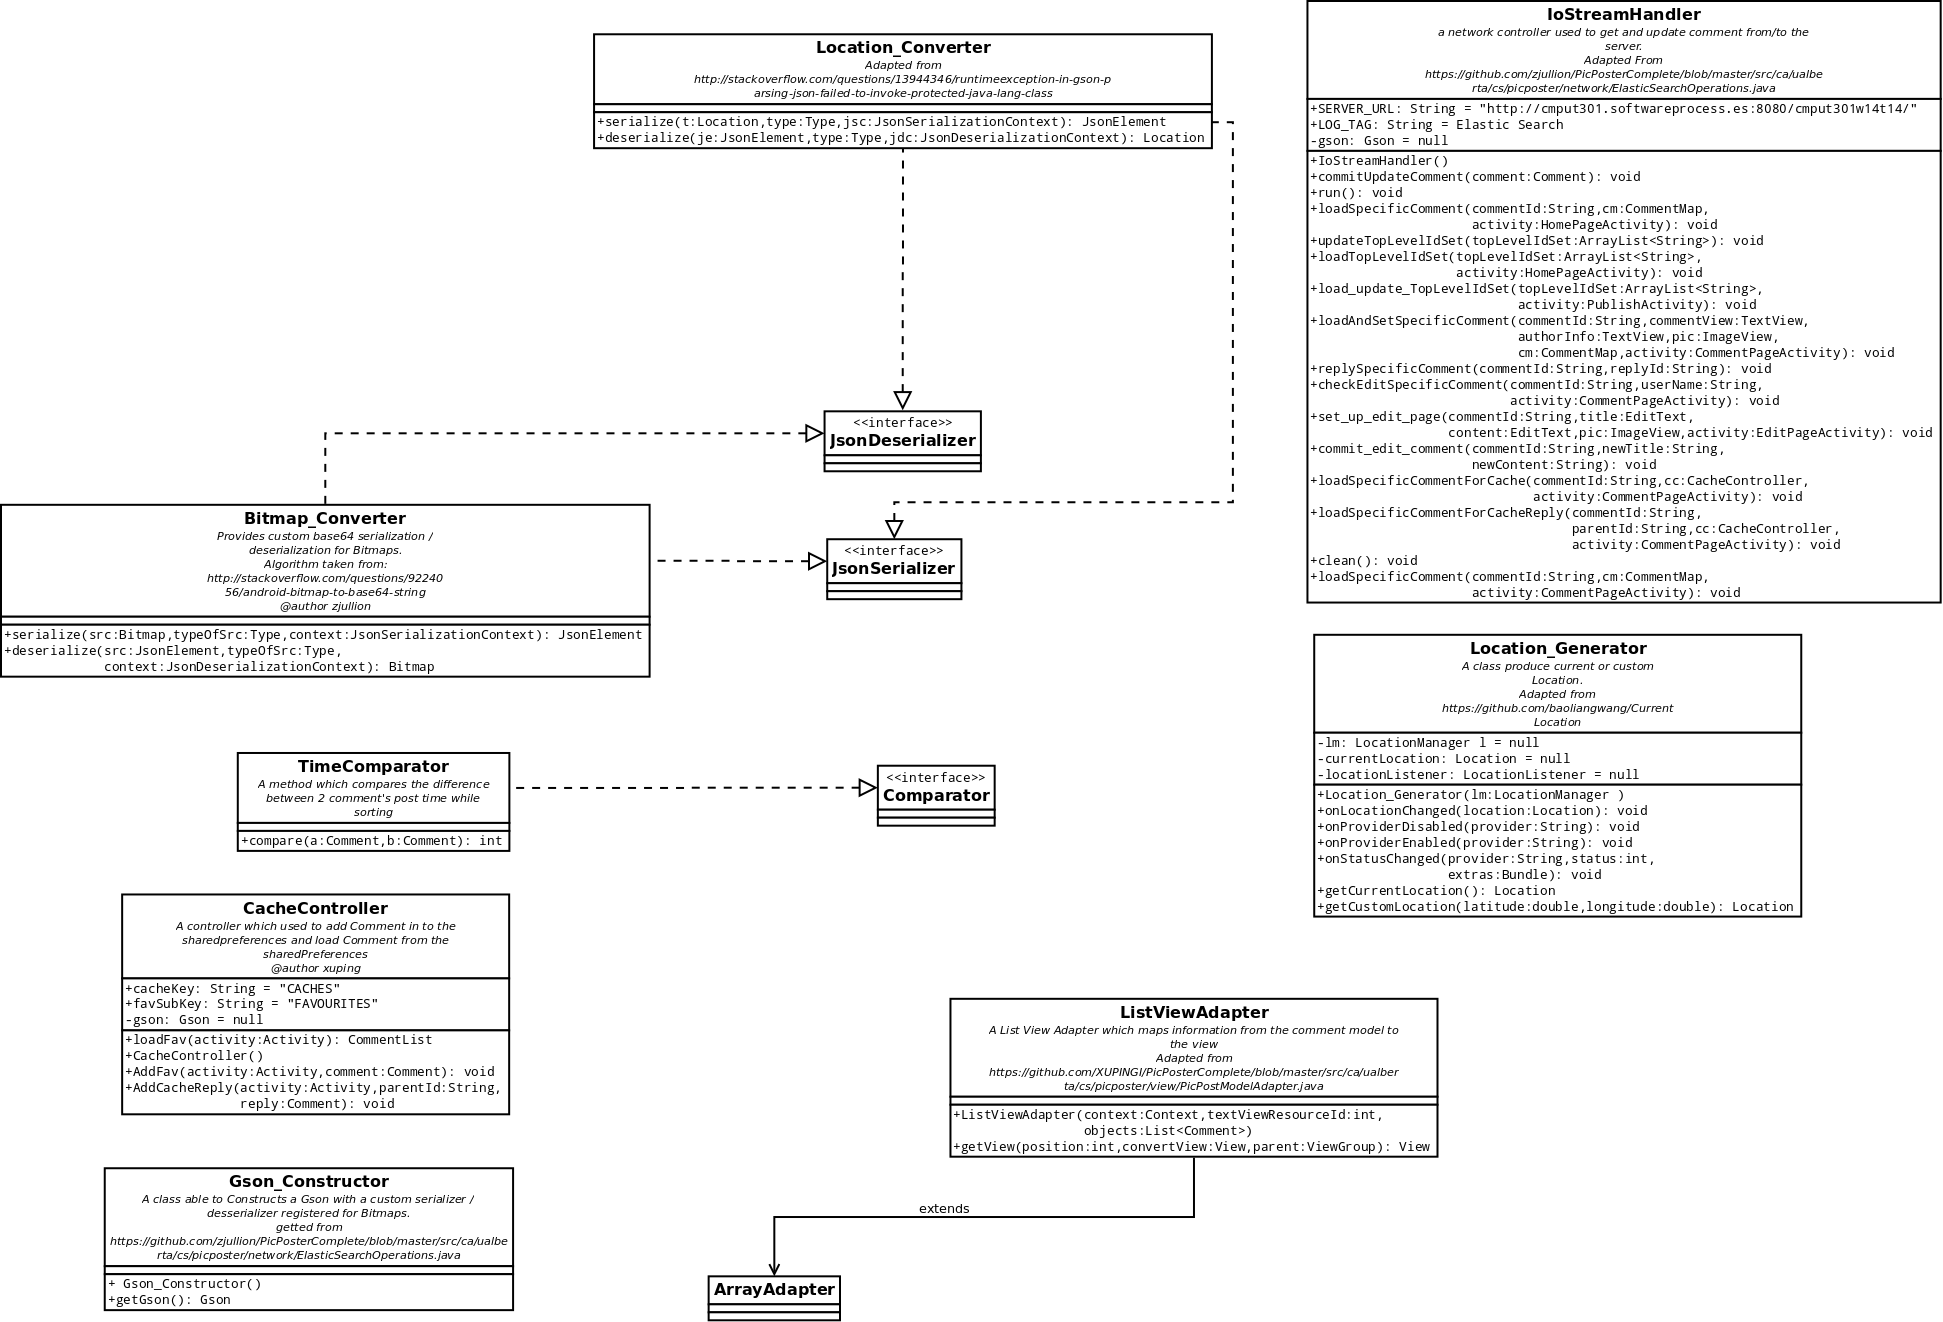 Location_Converter
Adapted from
http://stackoverflow.com/questions/13944346/runtimeexception-in-gson-p
arsing-json-failed-to-invoke-protected-java-lang-class
+serialize(t:Location,type:Type,jsc:JsonSerializationContext): JsonElement
+deserialize(je:JsonElement,type:Type,jdc:JsonDeserializationContext): Location
IoStreamHandler
a network controller used to get and update comment from/to the
server.
Adapted From
https://github.com/zjullion/PicPosterComplete/blob/master/src/ca/ualbe
rta/cs/picposter/network/ElasticSearchOperations.java
+SERVER_URL: String = "http://cmput301.softwareprocess.es:8080/cmput301w14t14/"
+LOG_TAG: String = Elastic Search
-gson: Gson = null
+IoStreamHandler()
+commitUpdateComment(comment:Comment): void
+run(): void
+loadSpecificComment(commentId:String,cm:CommentMap,
activity:HomePageActivity): void
+updateTopLevelIdSet(topLevelIdSet:ArrayList<String>): void
+loadTopLevelIdSet(topLevelIdSet:ArrayList<String>,
activity:HomePageActivity): void
+load_update_TopLevelIdSet(topLevelIdSet:ArrayList<String>,
activity:PublishActivity): void
+loadAndSetSpecificComment(commentId:String,commentView:TextView,
authorInfo:TextView,pic:ImageView,
cm:CommentMap,activity:CommentPageActivity): void
+replySpecificComment(commentId:String,replyId:String): void
+checkEditSpecificComment(commentId:String,userName:String,
activity:CommentPageActivity): void
+set_up_edit_page(commentId:String,title:EditText,
content:EditText,pic:ImageView,activity:EditPageActivity): void
+commit_edit_comment(commentId:String,newTitle:String,
newContent:String): void
+loadSpecificCommentForCache(commentId:String,cc:CacheController,
activity:CommentPageActivity): void
+loadSpecificCommentForCacheReply(commentId:String,
parentId:String,cc:CacheController,
activity:CommentPageActivity): void
+clean(): void
+loadSpecificComment(commentId:String,cm:CommentMap,
activity:CommentPageActivity): void
<<interface>>
JsonDeserializer
Bitmap_Converter
Provides custom base64 serialization /
deserialization for Bitmaps.
Algorithm taken from:
http://stackoverflow.com/questions/92240
56/android-bitmap-to-base64-string
@author zjullion
+serialize(src:Bitmap,typeOfSrc:Type,context:JsonSerializationContext): JsonElement
+deserialize(src:JsonElement,typeOfSrc:Type,
context:JsonDeserializationContext): Bitmap
<<interface>>
JsonSerializer
Location_Generator
A class produce current or custom
Location.
Adapted from
https://github.com/baoliangwang/Current
Location
-lm: LocationManager l = null
-currentLocation: Location = null
-locationListener: LocationListener = null
+Location_Generator(lm:LocationManager )
+onLocationChanged(location:Location): void
+onProviderDisabled(provider:String): void
+onProviderEnabled(provider:String): void
+onStatusChanged(provider:String,status:int,
extras:Bundle): void
+getCurrentLocation(): Location
+getCustomLocation(latitude:double,longitude:double): Location
TimeComparator
A method which compares the difference
between 2 comment's post time while
sorting
+compare(a:Comment,b:Comment): int
<<interface>>
Comparator
CacheController
A controller which used to add Comment in to the
sharedpreferences and load Comment from the
sharedPreferences
@author xuping
+cacheKey: String = "CACHES"
+favSubKey: String = "FAVOURITES"
-gson: Gson = null
+loadFav(activity:Activity): CommentList
+CacheController()
+AddFav(activity:Activity,comment:Comment): void
+AddCacheReply(activity:Activity,parentId:String,
reply:Comment): void
ListViewAdapter
A List View Adapter which maps information from the comment model to
the view
Adapted from
https://github.com/XUPINGI/PicPosterComplete/blob/master/src/ca/ualber
ta/cs/picposter/view/PicPostModelAdapter.java
+ListViewAdapter(context:Context,textViewResourceId:int,
objects:List<Comment>)
+getView(position:int,convertView:View,parent:ViewGroup): View
Gson_Constructor
A class able to Constructs a Gson with a custom serializer /
desserializer registered for Bitmaps.
getted from
https://github.com/zjullion/PicPosterComplete/blob/master/src/ca/ualbe
rta/cs/picposter/network/ElasticSearchOperations.java
+ Gson_Constructor()
+getGson(): Gson
extends
ArrayAdapter